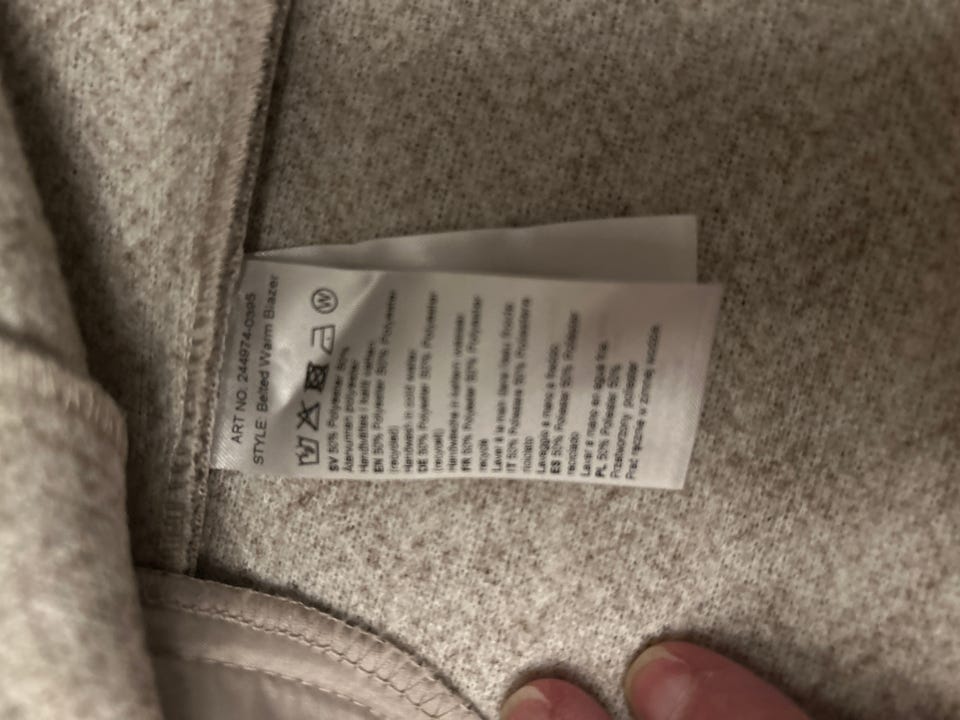 ART NO. 244974-0395
STYLE Belted Warm Blazer
W
SV 50% Polyester 50%
Återvunnen polyester
Handtvättas i kallt vatten
EN 50% Polyester 50% Polyester
(recycled)
Handwash in cold water
DE 50% Polyester 50% Polyester
(recycelt)
Handwäsche in kaltem wasser
FR 50% Polyester 50% Polyester
recyclé
Laver à la main dans l'eau froide
IT 50% Poliestere 50% Poliestere
riciclato
Lavaggio a mano a freddo
ES 50% Poliéster 50% Poliéster
reciclado
Lavar a mano en agua fría
PL 50% Poliester 50%
Przetworzony poliester
Prać ręcznie w zimnej wodzie